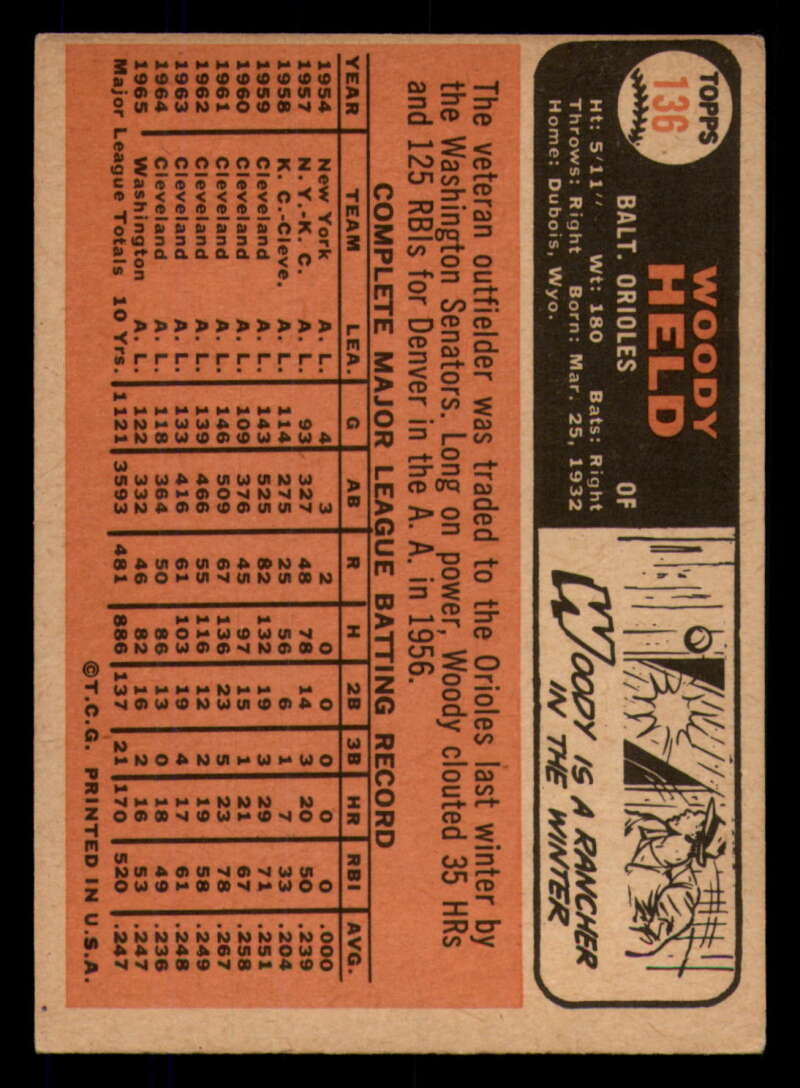 TOPPS
136
WOODY
HELD
BALT. ORIOLES OF
Ht: 5'11" Wt: 180 Bats: Right
Throws: Right Born: Mar. 25, 1932
Home: Dubois, Wyo.
WOODY IS A RANCHER
IN THE WINTER
The veteran outfielder was traded to the Orioles last winter by
the Washington Senators. Long on power, Woody clouted 35 HRs
and 125 RBIs for Denver in the A. A. in 1956.
COMPLETE MAJOR LEAGUE BATTING RECORD
YEAR TEAM LEA. G AB R H 2B 3B HR RBI AVG.
1954 New York A. L. 4 3 2 0 0 0 0 0 .000
1957 N. Y.-K. C. A. L. 93 327 48 78 14 3 20 50 .239
1958 K. C.-Cleve. A. L. 114 275 25 56 6 1 7 33 .204
1959 Cleveland A. L. 143 525 82 132 19 3 29 71 .251
1960 Cleveland A. L. 109 376 45 97 15 1 21 67 .258
1961 Cleveland A. L. 146 509 67 136 23 5 23 78 .267
1962 Cleveland A. L. 139 466 55 116 12 2 19 58 .249
1963 Cleveland A. L. 133 416 61 103 19 4 17 61 .248
1964 Cleveland A. L. 118 364 50 86 13 0 18 49 .236
1965 Washington A. L. 122 332 46 82 16 2 16 53 .247
Major League Totals 10 Yrs. 1121 3593 481 886 137 21 170 520 .247
©T.C.G. PRINTED IN U.S.A.